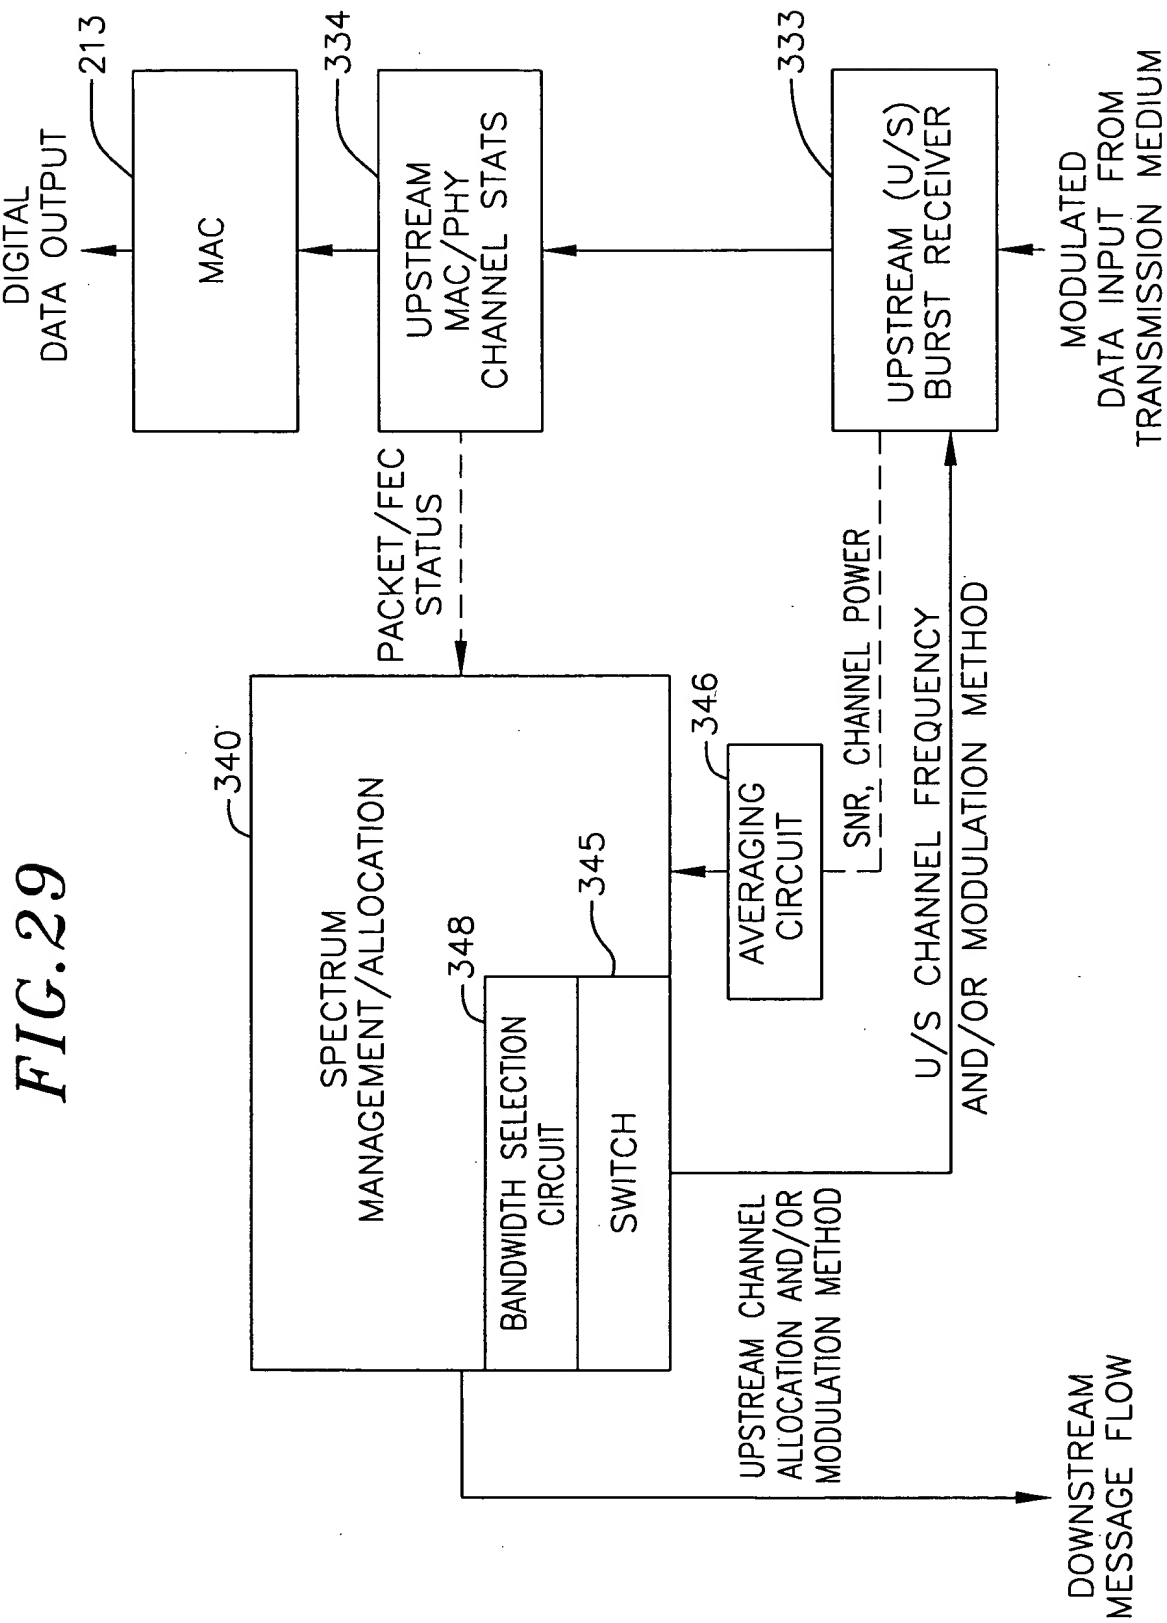 FIG.29
DIGITAL
DATA OUTPUT
213
MAC
334
UPSTREAM
MAC/PHY
CHANNEL STATS
PACKET/FEC
STATUS
340
SPECTRUM
MANAGEMENT/ALLOCATION
348
BANDWIDTH SELECTION
CIRCUIT
345
SWITCH
346
AVERAGING
CIRCUIT
SNR, CHANNEL POWER
333
UPSTREAM (U/S)
BURST RECEIVER
U/S CHANNEL FREQUENCY
AND/OR MODULATION METHOD
MODULATED
DATA INPUT FROM
TRANSMISSION MEDIUM
UPSTREAM CHANNEL
ALLOCATION AND/OR
MODULATION METHOD
DOWNSTREAM
MESSAGE FLOW